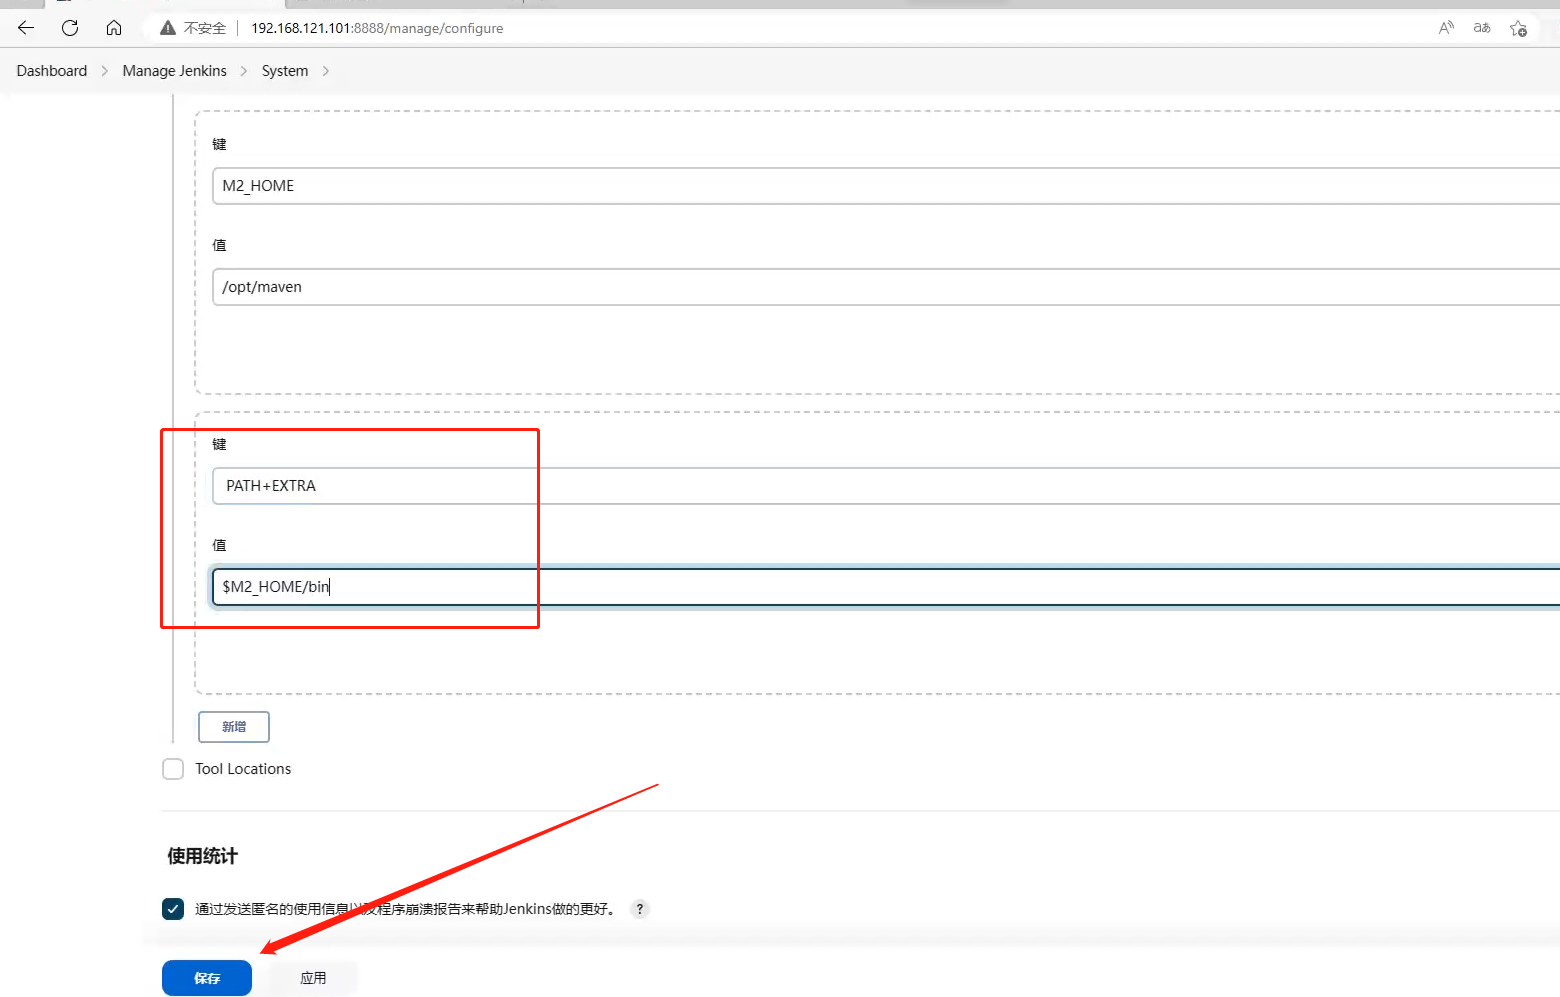 不安全 192.168.121.101:8888/manage/configure
Dashboard > Manage Jenkins > System >
键
M2_HOME
值
/opt/maven
键
PATH+EXTRA
值
$M2_HOME/bin
新增
Tool Locations
使用统计
通过发送匿名的使用信息以及程序崩溃报告来帮助Jenkins做的更好。 ?
保存 应用